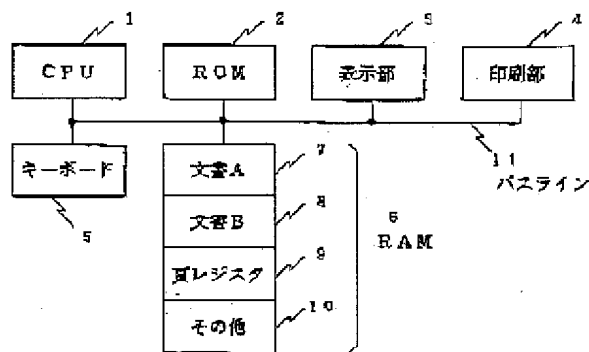 1 2 3 4
CPU ROM 表示部 印刷部
11
バスライン
キーボード 文書A 7
5
文書B 8
6
RAM
頁レジスタ 9
その他 10